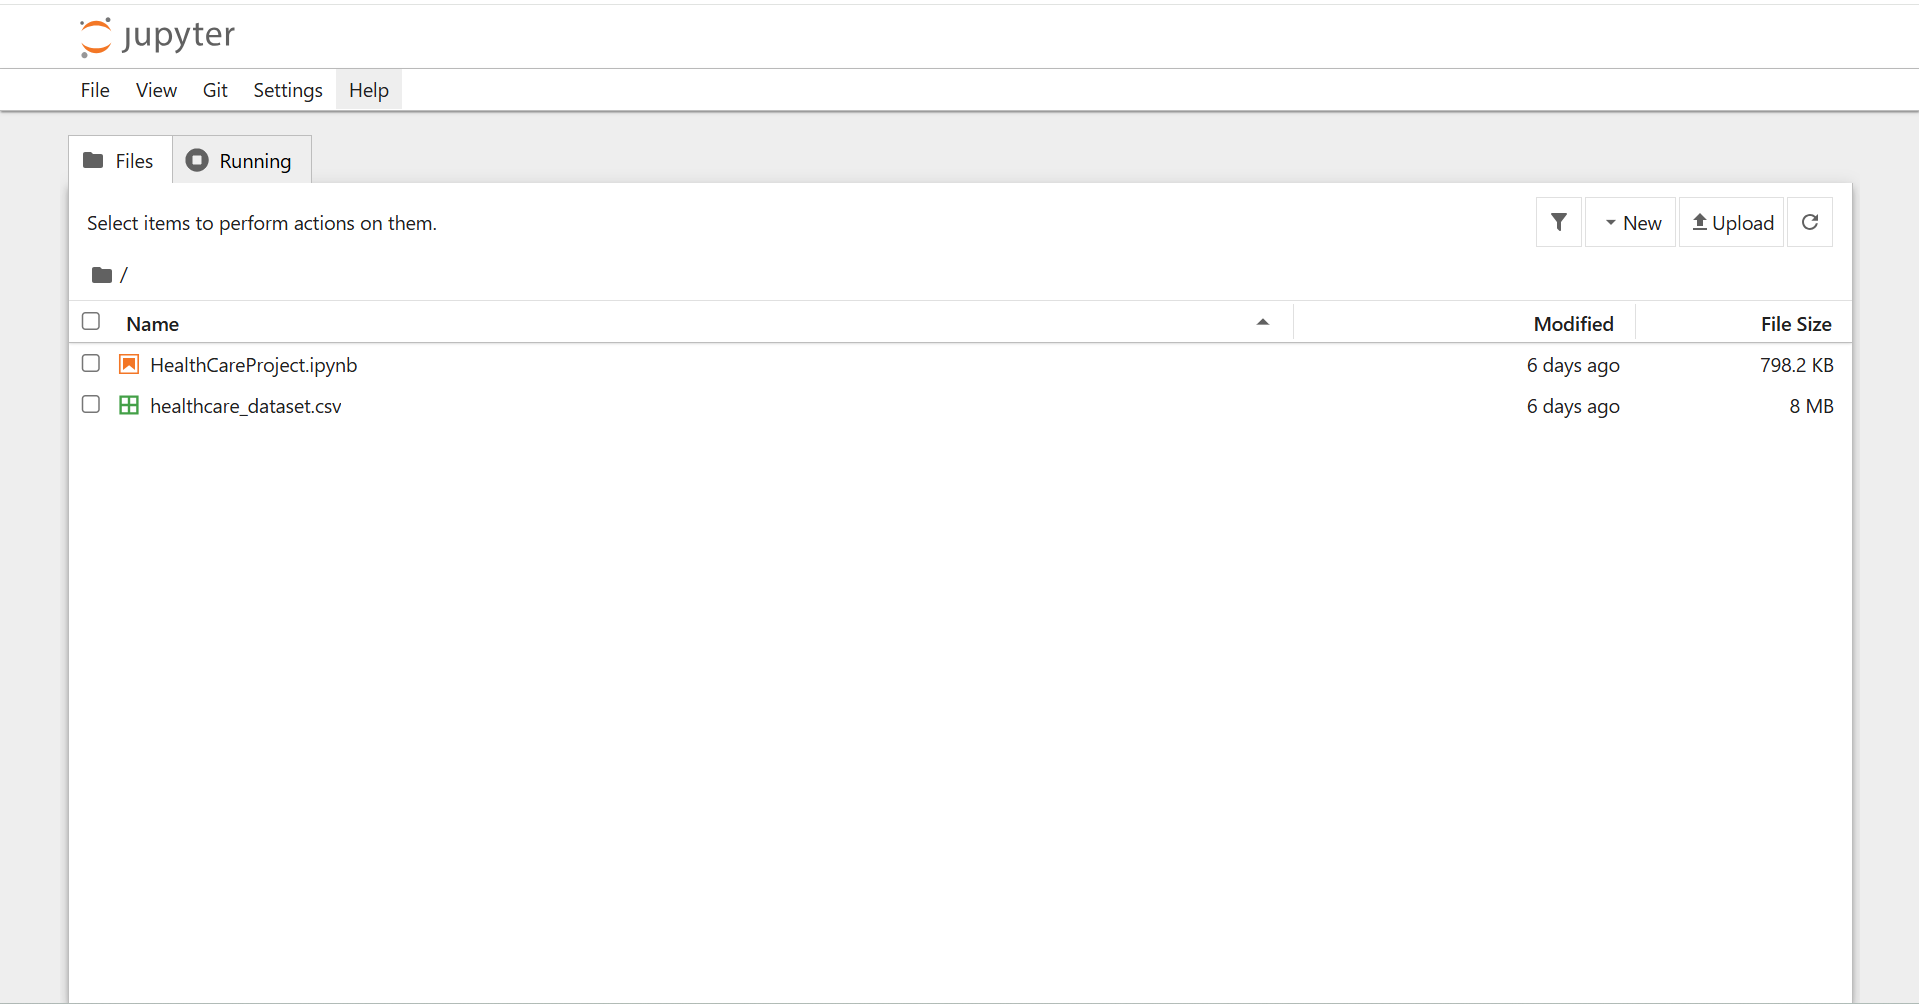 jupyter
File View Git Settings Help
Files Running
Select items to perform actions on them.
New Upload
/
Name Modified File Size
HealthCareProject.ipynb 6 days ago 798.2 KB
healthcare_dataset.csv 6 days ago 8 MB